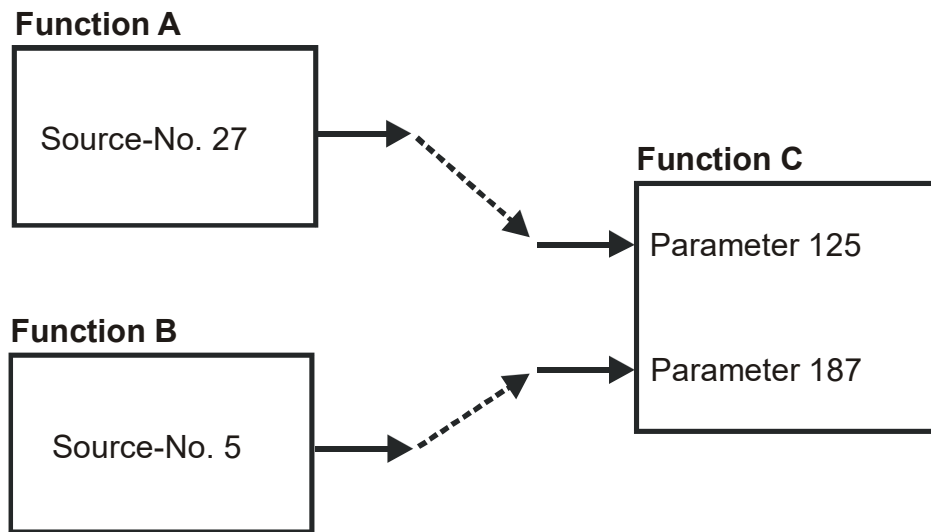 Function A
Source-No. 27
Function C
Parameter 125
Function B
Parameter 187
Source-No. 5